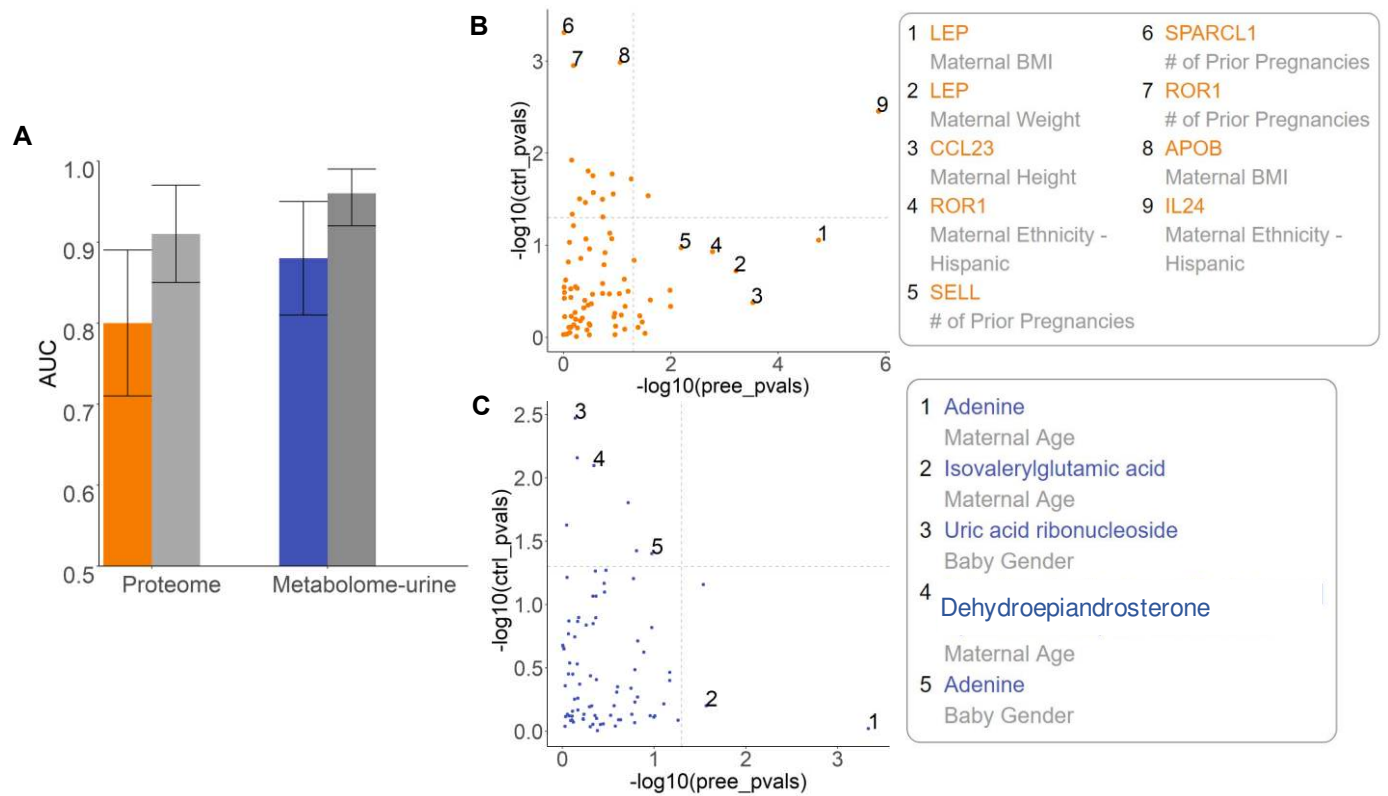 A
AUC
1.0
0.9
0.8
0.7
0.6
0.5
Proteome
Metabolome-urine
B
-log10(ctrl_pvals)
3
2
1
0
6
7
8
9
5
4
1
2
3
0
2
4
6
-log10(pree_pvals)
1 LEP
Maternal BMI
2 LEP
Maternal Weight
3 CCL23
Maternal Height
4 ROR1
Maternal Ethnicity -
Hispanic
5 SELL
# of Prior Pregnancies
6 SPARCL1
# of Prior Pregnancies
7 ROR1
# of Prior Pregnancies
8 APOB
Maternal BMI
9 IL24
Maternal Ethnicity -
Hispanic
C
-log10(ctrl_pvals)
2.5
2.0
1.5
1.0
0.5
0.0
3
4
5
2
1
0
1
2
3
-log10(pree_pvals)
1 Adenine
Maternal Age
2 Isovalerylglutamic acid
Maternal Age
3 Uric acid ribonucleoside
Baby Gender
4 Dehydroepiandrosterone
Maternal Age
5 Adenine
Baby Gender